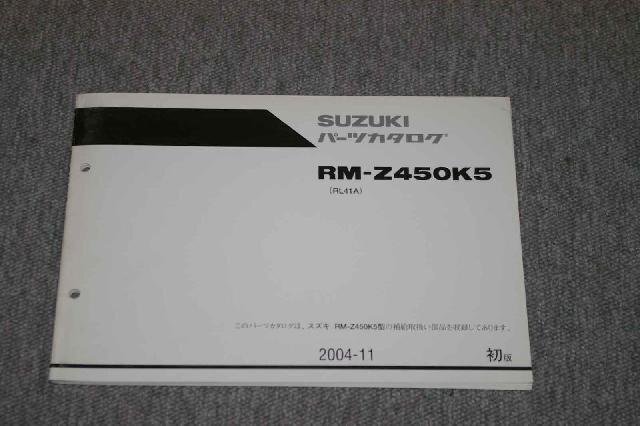 SUZUKI
パーツカタログ
RM-Z450K5
(RL41A)
このパーツカタログは、スズキ RM-Z450K5型の補給取扱い部品を収録してあります。
2004-11
初版